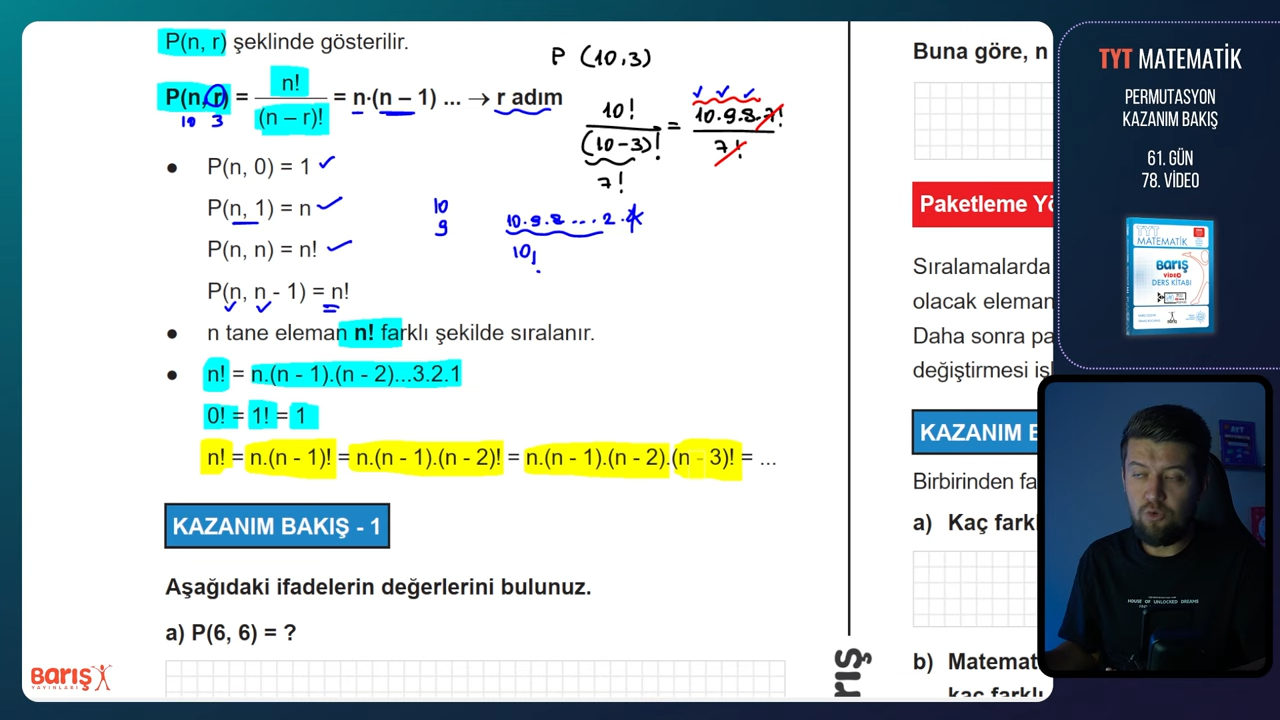 P(n, r) şeklinde gösterilir.
P(n, r) = n! / (n – r)! = n·(n – 1) ... → r adım
10 3
P (10,3)
10! / (10-3)! = 10.9.8.7! / 7!
7!
• P(n, 0) = 1
P(n, 1) = n
P(n, n) = n!
P(n, n - 1) = n!
10
9
10.9.8....2.
10!
• n tane eleman n! farklı şekilde sıralanır.
• n! = n.(n - 1).(n - 2)...3.2.1
0! = 1! = 1
n! = n.(n - 1)! = n.(n - 1).(n - 2)! = n.(n - 1).(n - 2).(n - 3)! = ...
KAZANIM BAKIŞ - 1
Aşağıdaki ifadelerin değerlerini bulunuz.
a) P(6, 6) = ?
BARIŞ
YAYINLARI
rış
Buna göre, n
Paketleme Yö
Sıralamalarda
olacak eleman
Daha sonra pa
değiştirmesi iş
KAZANIM B
Birbirinden fa
a) Kaç farkl
b) Matemat
kaç farklı
TYT MATEMATİK
PERMUTASYON
KAZANIM BAKIŞ
61. GÜN
78. VİDEO
TYT
MATEMATİK
BARIŞ
VİDEO
DERS KİTABI
HOUSE OF UNLOCKED DREAMS